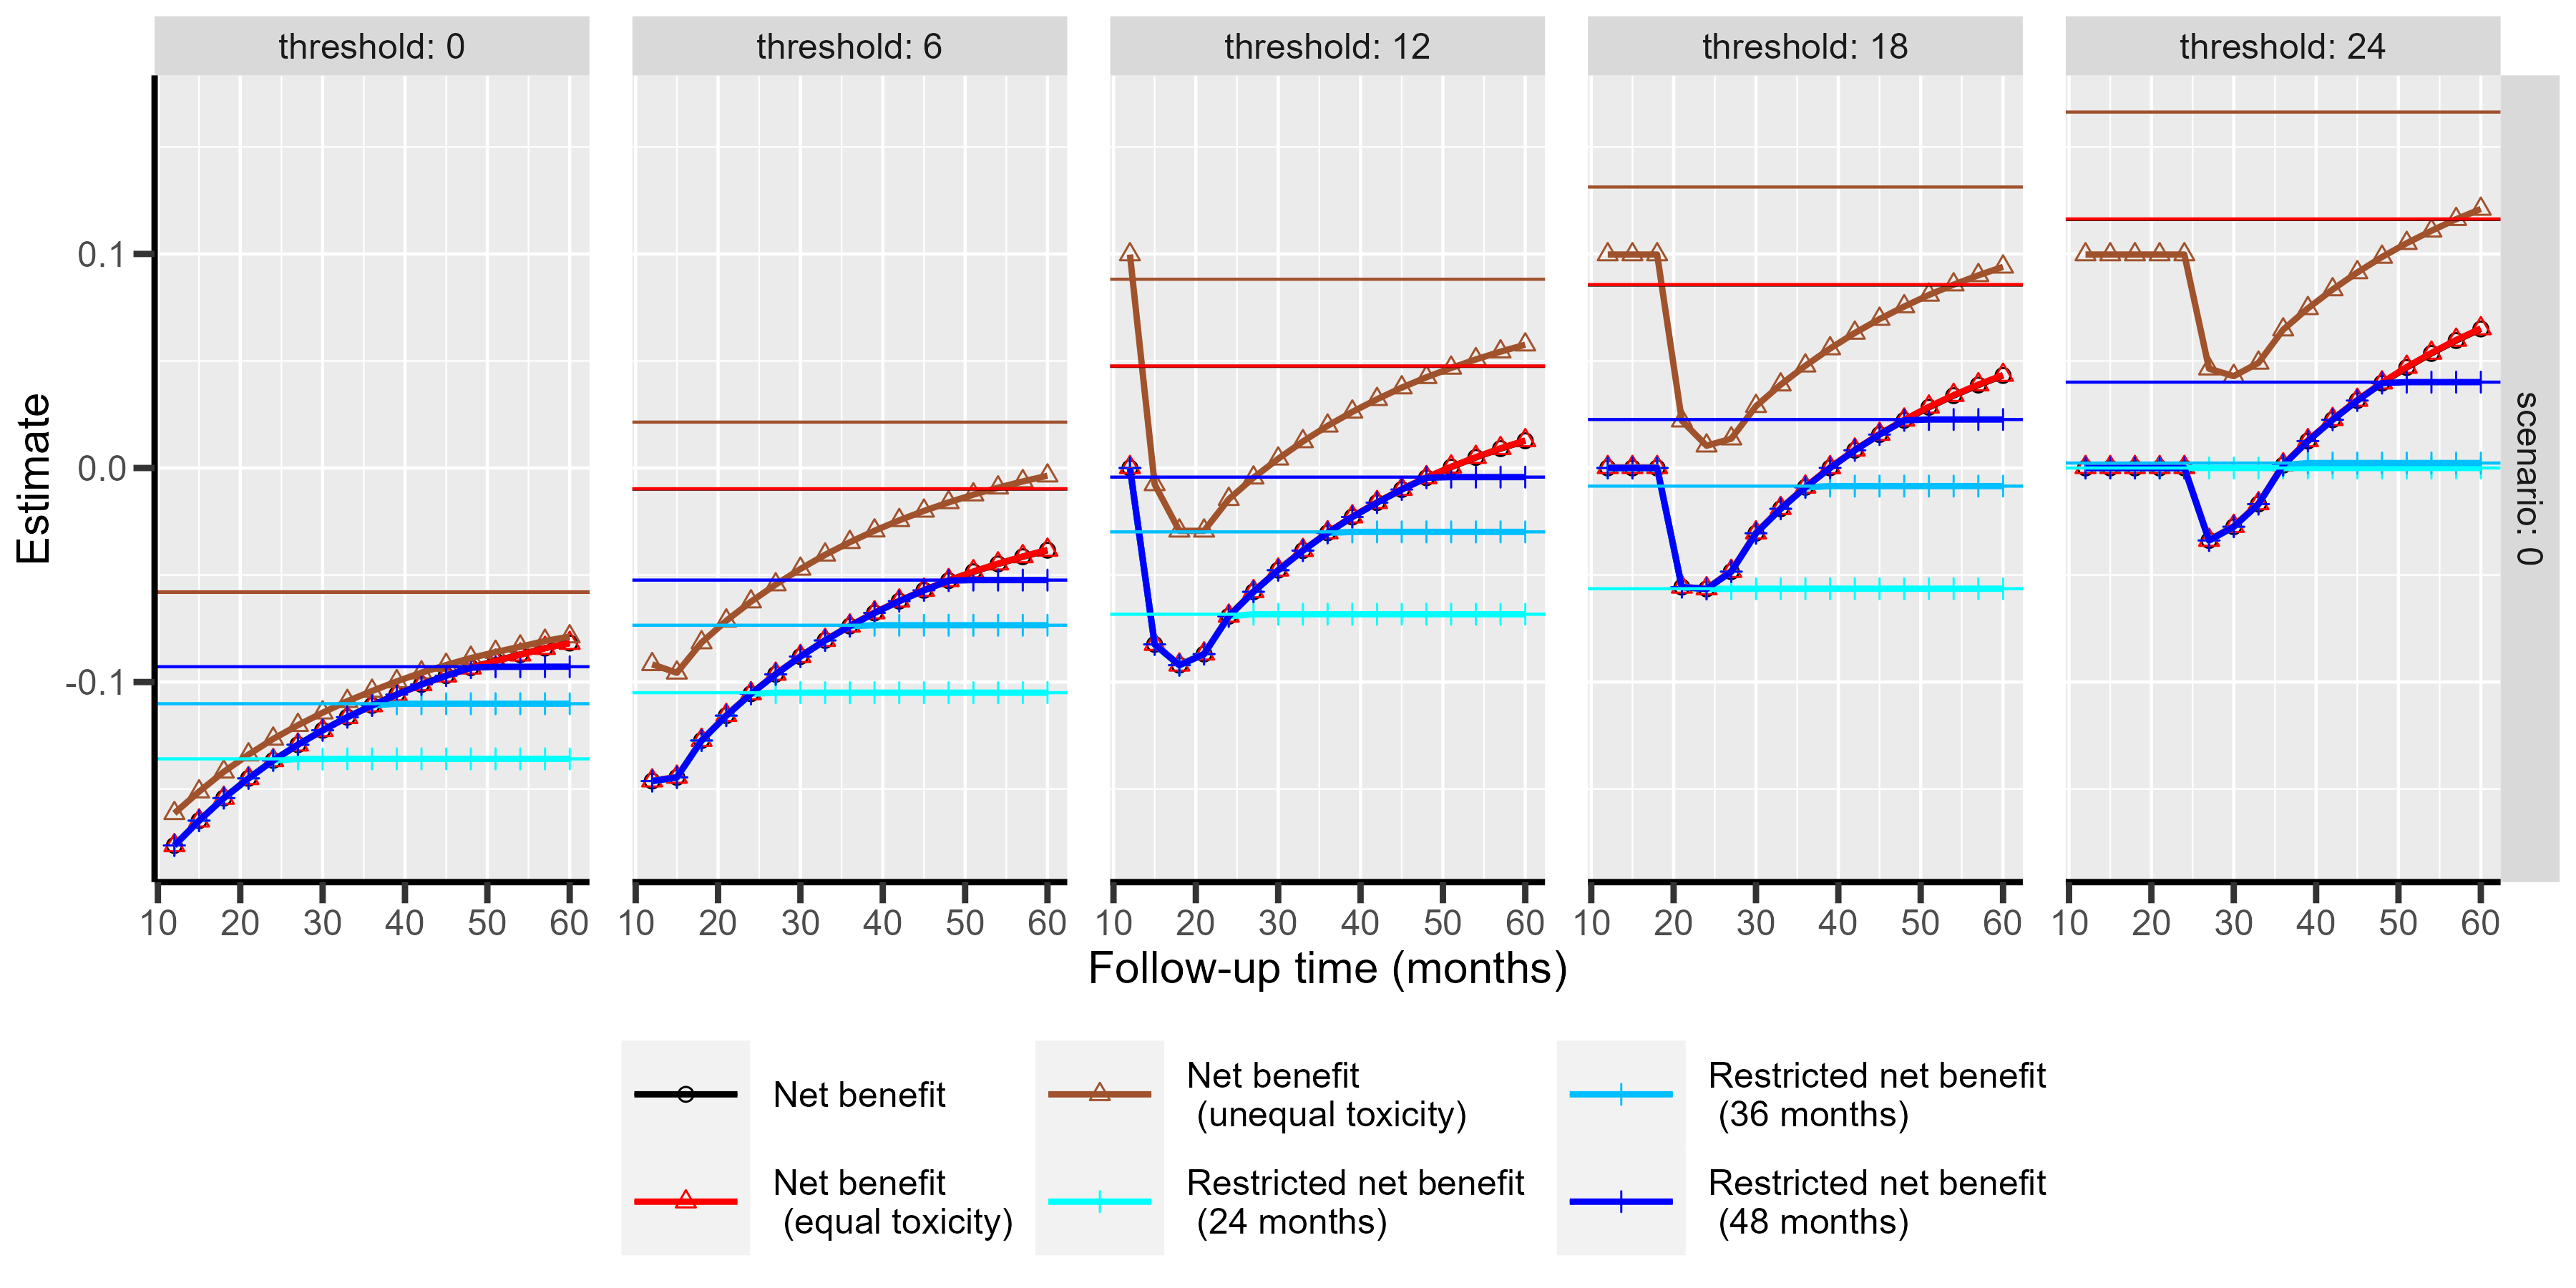 threshold: 0
threshold: 6
threshold: 12
threshold: 18
threshold: 24
Estimate
0.1
0.0
-0.1
scenario: 0
10 20 30 40 50 60
10 20 30 40 50 60
10 20 30 40 50 60
10 20 30 40 50 60
10 20 30 40 50 60
Follow-up time (months)
Net benefit
Net benefit
(equal toxicity)
Net benefit
(unequal toxicity)
Restricted net benefit
(24 months)
Restricted net benefit
(36 months)
Restricted net benefit
(48 months)